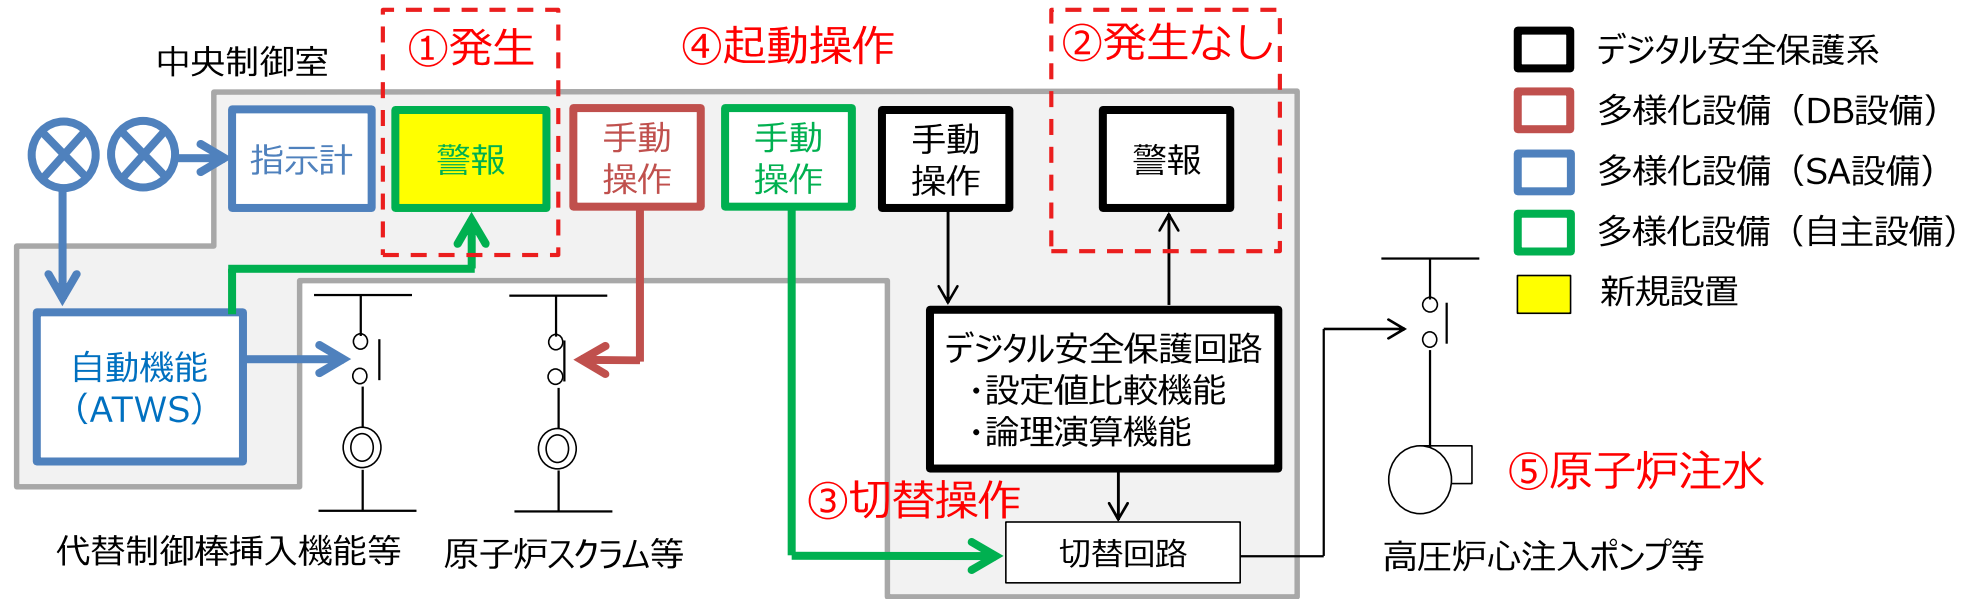 ①発生
④起動操作
②発生なし
中央制御室
指示計
警報
手動
操作
手動
操作
手動
操作
警報
デジタル安全保護系
多様化設備（DB設備）
多様化設備（SA設備）
多様化設備（自主設備）
新規設置
自動機能
（ATWS）
デジタル安全保護回路
・設定値比較機能
・論理演算機能
③切替操作
切替回路
⑤原子炉注水
代替制御棒挿入機能等
原子炉スクラム等
高圧炉心注入ポンプ等